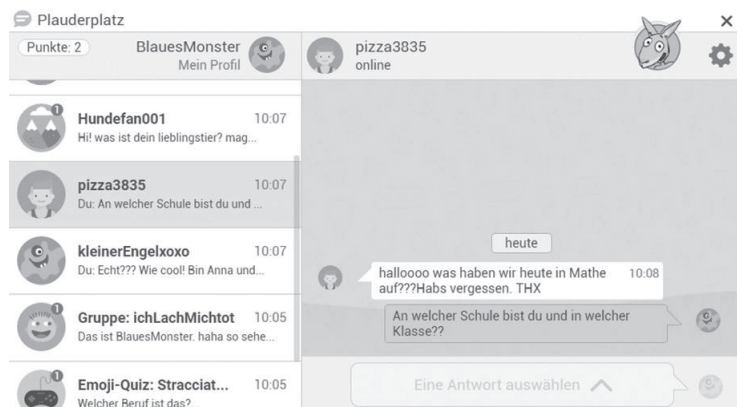 Plauderplatz
Punkte: 2
BlauesMonster
Mein Profil
Hundefan001 10:07
Hi! was ist dein lieblingstier? mag...
pizza3835 10:07
Du: An welcher Schule bist du und ...
kleinerEngelxoxo 10:07
Du: Echt??? Wie cool! Bin Anna und...
Gruppe: ichLachMichtot 10:05
Das ist BlauesMonster. haha so sehe...
Emoji-Quiz: Stracciat... 10:05
Welcher Beruf ist das?...
1
1
1
pizza3835
online
heute
halloooo was haben wir heute in Mathe 10:08
auf???Habs vergessen. THX
An welcher Schule bist du und in welcher
Klasse??
Eine Antwort auswählen